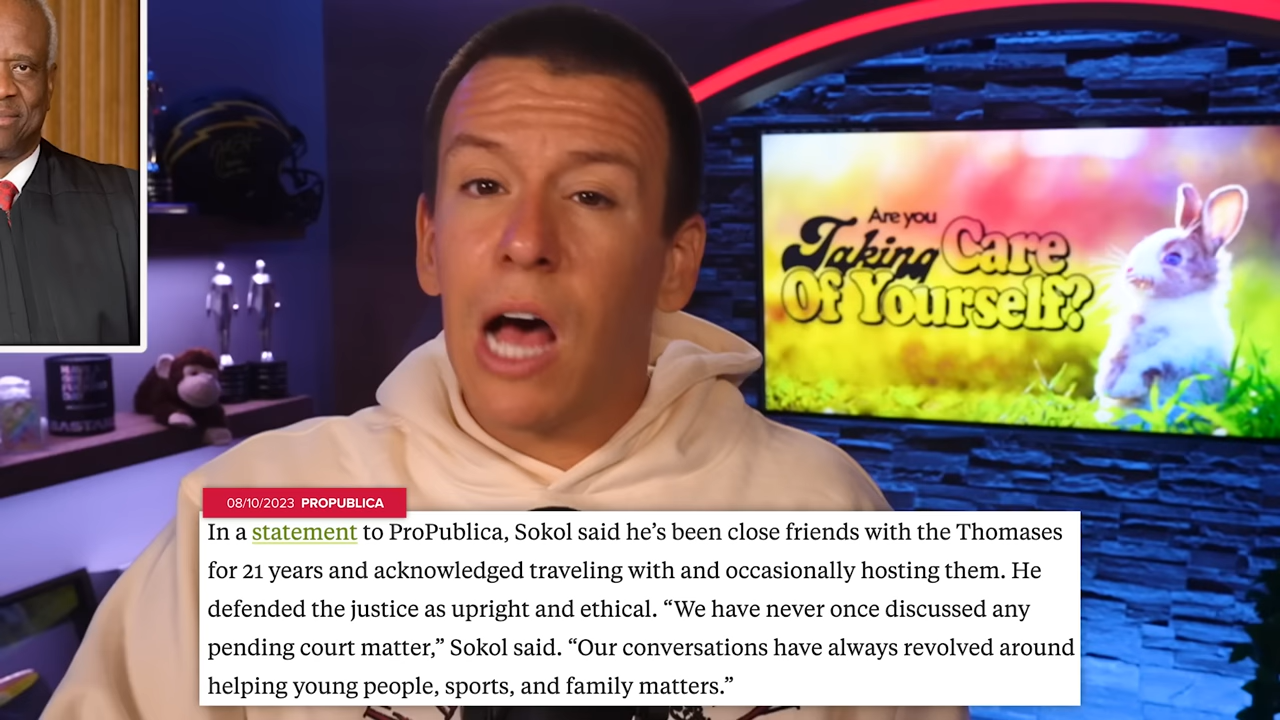 Are you
Taking Care
Of Yourself?
08/10/2023 PROPUBLICA
In a statement to ProPublica, Sokol said he’s been close friends with the Thomases
for 21 years and acknowledged traveling with and occasionally hosting them. He
defended the justice as upright and ethical. “We have never once discussed any
pending court matter,” Sokol said. “Our conversations have always revolved around
helping young people, sports, and family matters.”